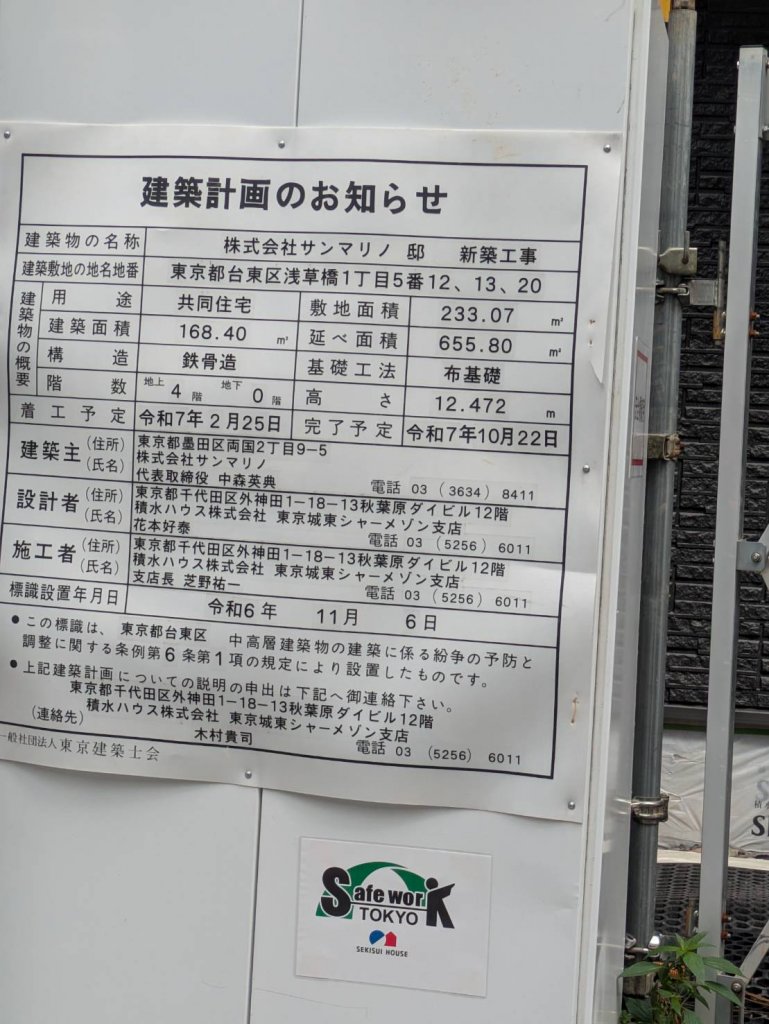 建築計画のお知らせ
建築物の名称 株式会社サンマリノ 邸 新築工事
建築敷地の地名地番 東京都台東区浅草橋1丁目5番12、13、20
建築物の概要
用途 共同住宅 敷地面積 233.07 ㎡
建築面積 168.40 ㎡ 延べ面積 655.80 ㎡
構造 鉄骨造 基礎工法 布基礎
階数 地上 4 階 地下 0 階 高さ 12.472 m
着工予定 令和7年2月25日 完了予定 令和7年10月22日
建築主 (住所) 東京都墨田区両国2丁目9−5
(氏名) 株式会社サンマリノ
代表取締役 中森英典 電話 03 (3634) 8411
設計者 (住所) 東京都千代田区外神田1−18−13秋葉原ダイビル12階
(氏名) 積水ハウス株式会社 東京城東シャーメゾン支店
花本好泰 電話 03 (5256) 6011
施工者 (住所) 東京都千代田区外神田1−18−13秋葉原ダイビル12階
(氏名) 積水ハウス株式会社 東京城東シャーメゾン支店
支店長 芝野祐一 電話 03 (5256) 6011
標識設置年月日 令和6年 11月 6日
●この標識は、 東京都台東区 中高層建築物の建築に係る紛争の予防と
調整に関する条例第6条第1項の規定により設置したものです。
●上記建築計画についての説明の申出は下記へ御連絡下さい。
東京都千代田区外神田1−18−13秋葉原ダイビル12階
(連絡先) 積水ハウス株式会社 東京城東シャーメゾン支店
木村貴司 電話 03 (5256) 6011
一般社団法人東京建築士会
Safe work
TOKYO
SEKISUI HOUSE